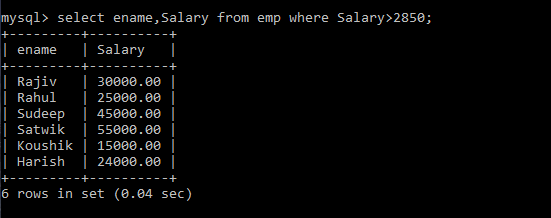 mysql> select ename,Salary from emp where Salary>2850;
+---------+----------+
| ename   | Salary   |
+---------+----------+
| Rajiv   | 30000.00 |
| Rahul   | 25000.00 |
| Sudeep  | 45000.00 |
| Satwik  | 55000.00 |
| Koushik | 15000.00 |
| Harish  | 24000.00 |
+---------+----------+
6 rows in set (0.04 sec)